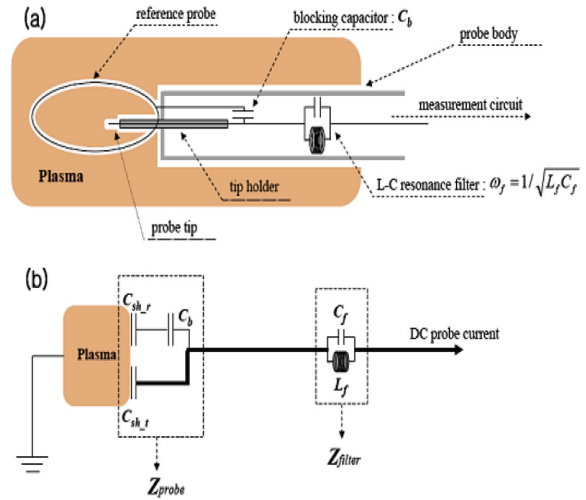 (a)
reference probe
blocking capacitor : C_b
probe body
measurement circuit
Plasma
tip holder
L-C resonance filter : ω_f = 1/√L_f C_f
probe tip
(b)
C_sh_r
C_b
C_f
DC probe current
Plasma
L_f
C_sh_t
Z_filter
Z_probe